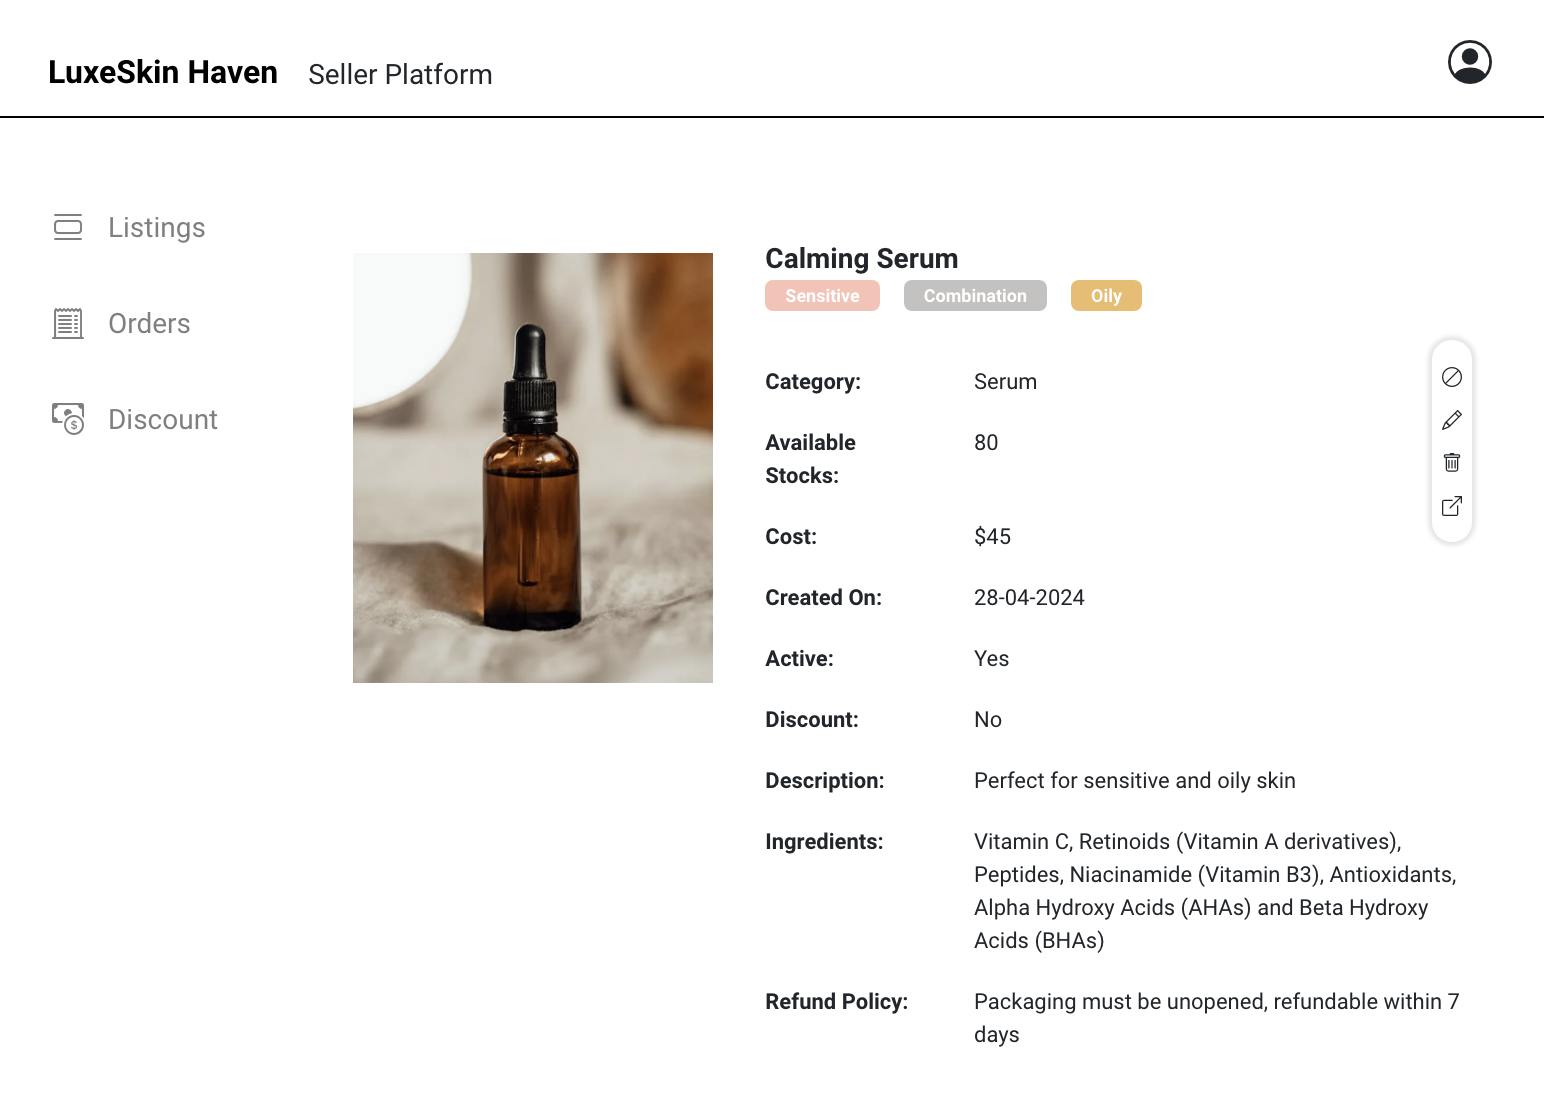 LuxeSkin Haven Seller Platform
Listings
Orders
Discount
Calming Serum
Sensitive Combination Oily
Category: Serum
Available 80
Stocks:
Cost: $45
Created On: 28-04-2024
Active: Yes
Discount: No
Description: Perfect for sensitive and oily skin
Ingredients: Vitamin C, Retinoids (Vitamin A derivatives),
Peptides, Niacinamide (Vitamin B3), Antioxidants,
Alpha Hydroxy Acids (AHAs) and Beta Hydroxy
Acids (BHAs)
Refund Policy: Packaging must be unopened, refundable within 7
days